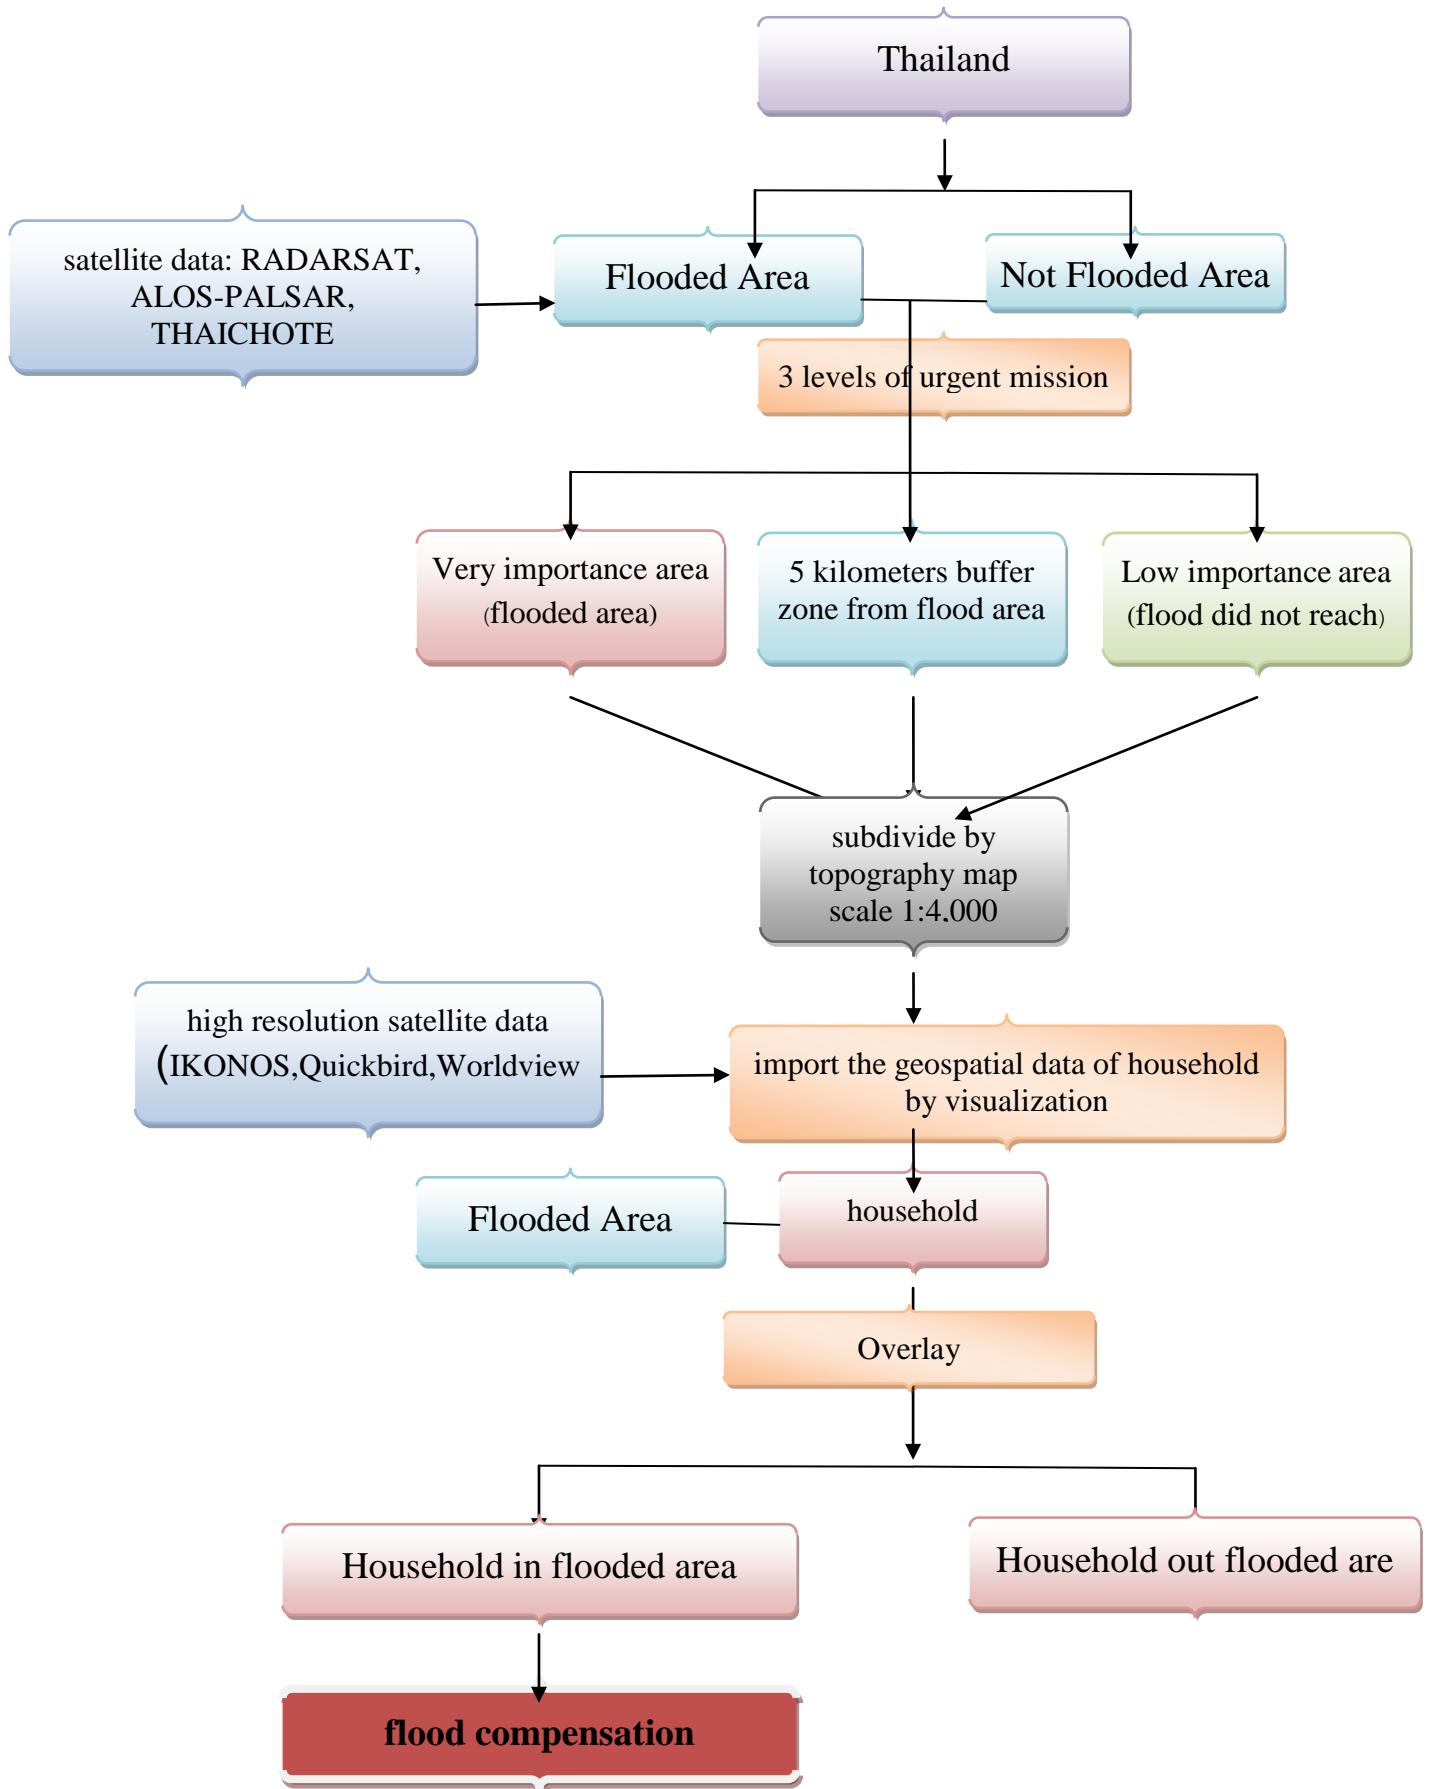 Thailand
satellite data: RADARSAT,
ALOS-PALSAR,
THAICHOTE
Flooded Area
Not Flooded Area
3 levels of urgent mission
Very importance area
(flooded area)
5 kilometers buffer
zone from flood area
Low importance area
(flood did not reach)
subdivide by
topography map
scale 1:4,000
high resolution satellite data
(IKONOS,Quickbird,Worldview
import the geospatial data of household
by visualization
Flooded Area
household
Overlay
Household in flooded area
Household out flooded are
flood compensation